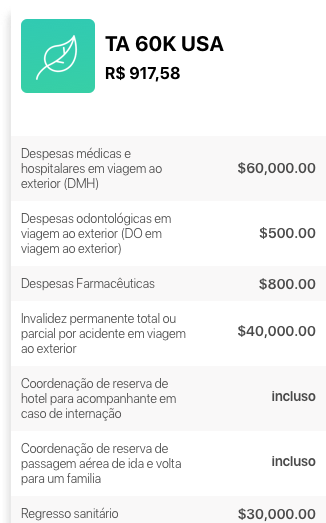 TA 60K USA
R$ 917,58
Despesas médicas e
hospitalares em viagem ao
exterior (DMH)
$60,000.00
Despesas odontológicas em
viagem ao exterior (DO em
viagem ao exterior)
$500.00
Despesas Farmacêuticas
$800.00
Invalidez permanente total ou
parcial por acidente em viagem
ao exterior
$40,000.00
Coordenação de reserva de
hotel para acompanhante em
caso de internação
incluso
Coordenação de reserva de
passagem aérea de ida e volta
para um familia
incluso
Regresso sanitário
$30,000.00